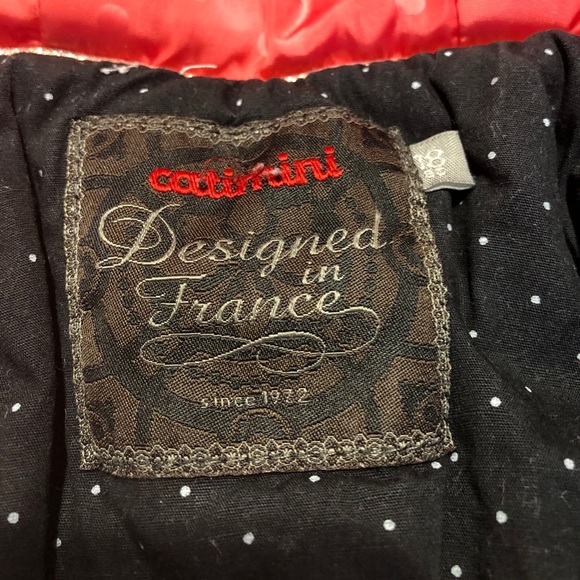 catimini
Designed
in
France
since 1972